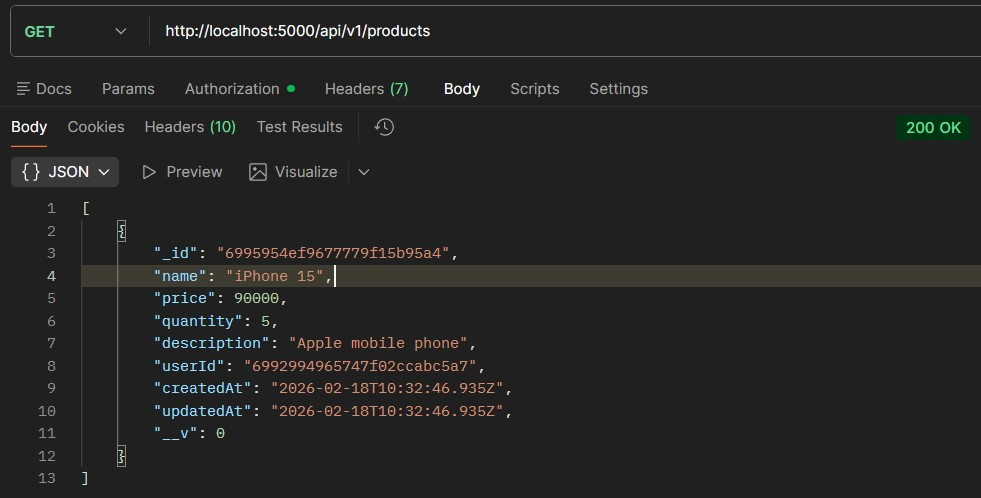 GET http://localhost:5000/api/v1/products
Docs Params Authorization Headers (7) Body Scripts Settings
Body Cookies Headers (10) Test Results 200 OK
{} JSON Preview Visualize
1 [
2 {
3 "_id": "6995954ef9677779f15b95a4",
4 "name": "iPhone 15",
5 "price": 90000,
6 "quantity": 5,
7 "description": "Apple mobile phone",
8 "userId": "6992994965747f02ccabc5a7",
9 "createdAt": "2026-02-18T10:32:46.935Z",
10 "updatedAt": "2026-02-18T10:32:46.935Z",
11 "__v": 0
12 }
13 ]